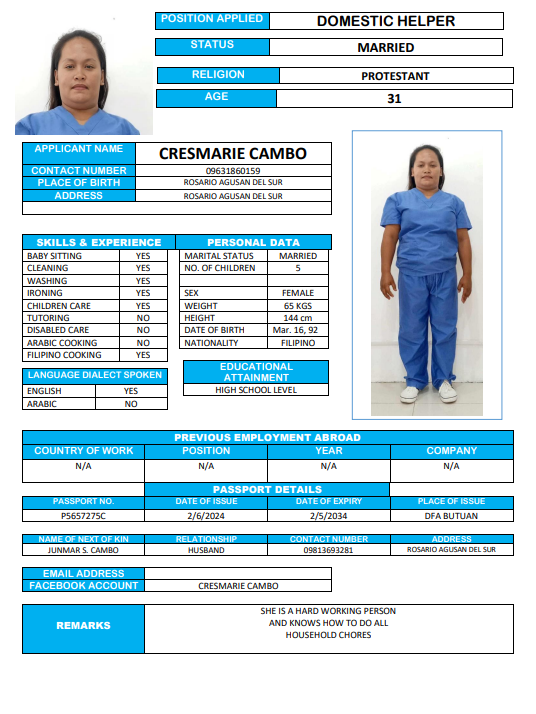 POSITION APPLIED DOMESTIC HELPER
STATUS MARRIED
RELIGION PROTESTANT
AGE 31
APPLICANT NAME CRESMARIE CAMBO
CONTACT NUMBER 09631860159
PLACE OF BIRTH ROSARIO AGUSAN DEL SUR
ADDRESS ROSARIO AGUSAN DEL SUR
SKILLS & EXPERIENCE
BABY SITTING YES
CLEANING YES
WASHING YES
IRONING YES
CHILDREN CARE YES
TUTORING NO
DISABLED CARE NO
ARABIC COOKING NO
FILIPINO COOKING YES
PERSONAL DATA
MARITAL STATUS MARRIED
NO. OF CHILDREN 5
SEX FEMALE
WEIGHT 65 KGS
HEIGHT 144 cm
DATE OF BIRTH Mar. 16, 92
NATIONALITY FILIPINO
LANGUAGE DIALECT SPOKEN
ENGLISH YES
ARABIC NO
EDUCATIONAL
ATTAINMENT
HIGH SCHOOL LEVEL
PREVIOUS EMPLOYMENT ABROAD
COUNTRY OF WORK POSITION YEAR COMPANY
N/A N/A N/A N/A
PASSPORT DETAILS
PASSPORT NO. DATE OF ISSUE DATE OF EXPIRY PLACE OF ISSUE
P5657275C 2/6/2024 2/5/2034 DFA BUTUAN
NAME OF NEXT OF KIN RELATIONSHIP CONTACT NUMBER ADDRESS
JUNMAR S. CAMBO HUSBAND 09813693281 ROSARIO AGUSAN DEL SUR
EMAIL ADDRESS
FACEBOOK ACCOUNT CRESMARIE CAMBO
REMARKS
SHE IS A HARD WORKING PERSON
AND KNOWS HOW TO DO ALL
HOUSEHOLD CHORES